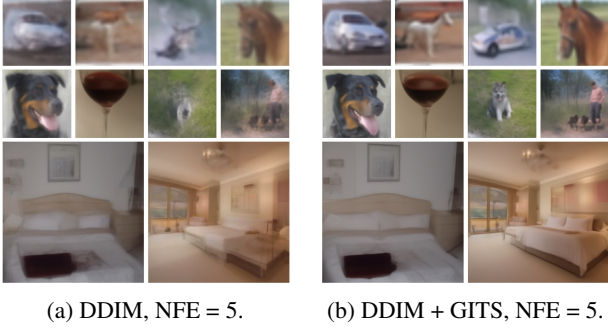 (a) DDIM, NFE = 5.
(b) DDIM + GITS, NFE = 5.